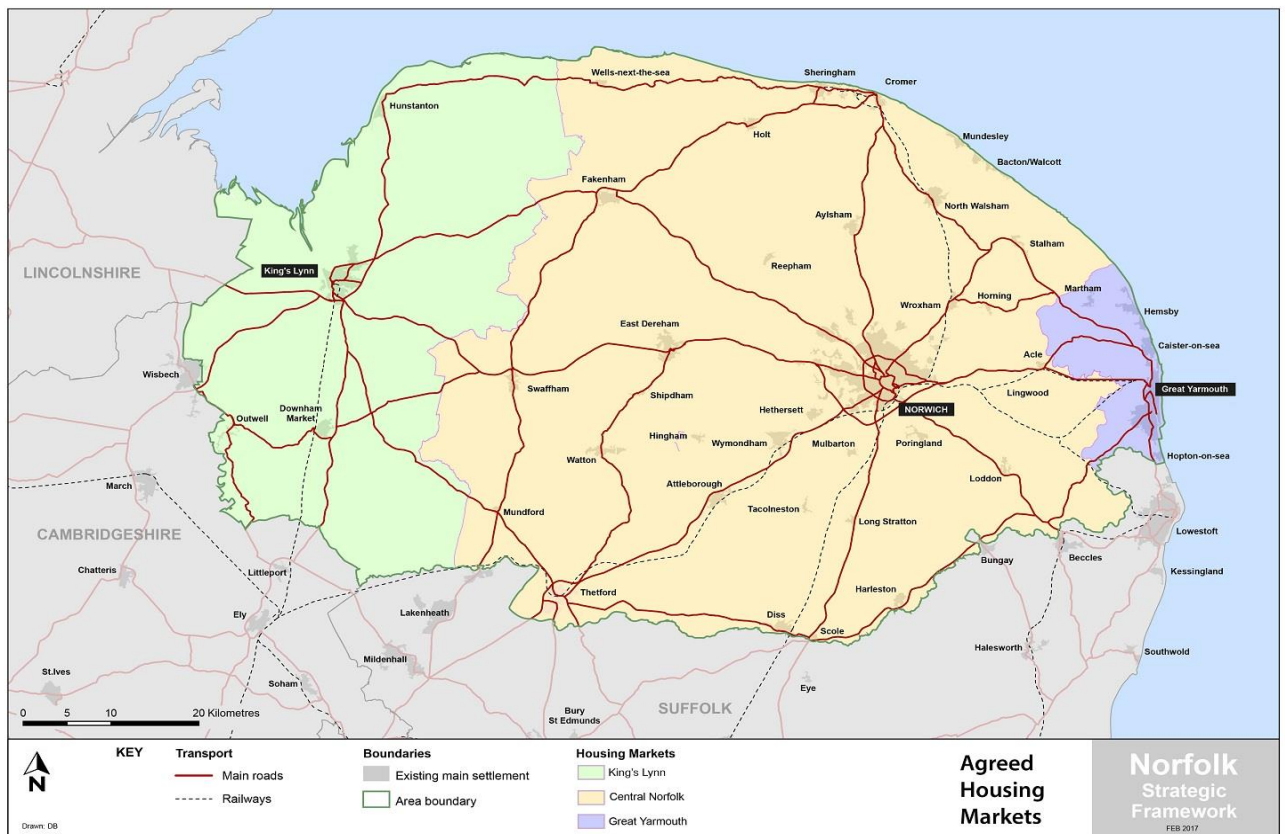 Wells-next-the-sea
Sheringham
Cromer
Hunstanton
Holt
Mundesley
Bacton/Walcott
Fakenham
North Walsham
Aylsham
Stalham
LINCOLNSHIRE
King's Lynn
Reepham
Martham
Wroxham
Horning
Hemsby
East Dereham
Caister-on-sea
Acle
Wisbech
Great Yarmouth
Swaffham
Shipdham
Lingwood
Outwell
Downham
Market
Hethersett
NORWICH
Hingham
Wymondham
Mulbarton
Poringland
Hopton-on-sea
Watton
Loddon
March
Attleborough
Mundford
Tacolneston
Long Stratton
CAMBRIDGESHIRE
Lowestoft
Bungay
Beccles
Chatteris
Littleport
Kessingland
Thetford
Harleston
Ely
Lakenheath
Diss
Scole
Halesworth
Southwold
Mildenhall
St.Ives
Soham
Eye
SUFFOLK
Bury
St Edmunds
0 5 10 20 Kilometres
N
KEY
Transport
Main roads
Railways
Boundaries
Existing main settlement
Area boundary
Housing Markets
King's Lynn
Central Norfolk
Great Yarmouth
Agreed
Housing
Markets
Norfolk
Strategic
Framework
FEB 2017
Drawn: DB